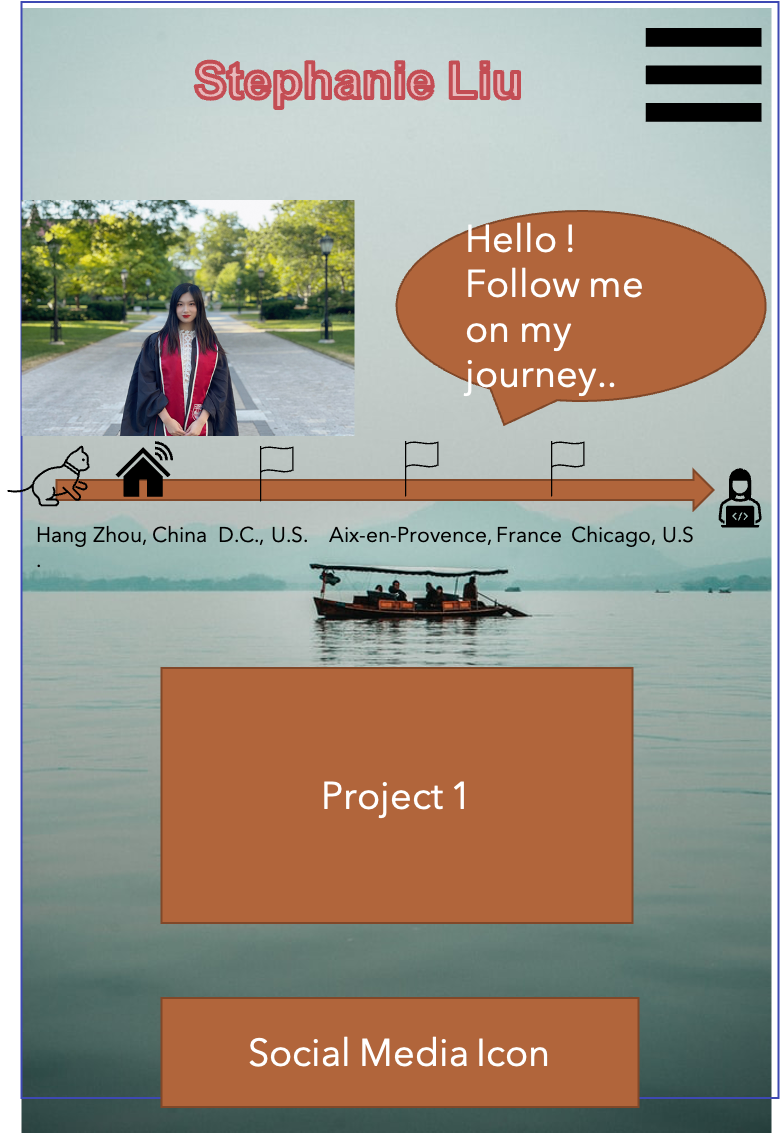 Stephanie Liu
Hello !
Follow me
on my
journey..
Hang Zhou, China D.C., U.S. Aix-en-Provence, France Chicago, U.S
.
</>
Project 1
Social Media Icon